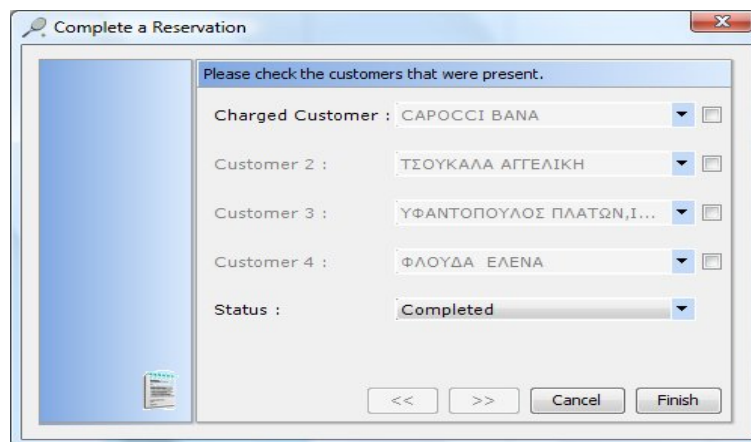 Complete a Reservation
Please check the customers that were present.
Charged Customer : CAPOCCI ΒΑΝΑ
Customer 2 : ΤΣΟΥΚΑΛΑ ΑΓΓΕΛΙΚΗ
Customer 3 : ΥΦΑΝΤΟΠΟΥΛΟΣ ΠΛΑΤΩΝ,Ι...
Customer 4 : ΦΛΟΥΔΑ ΕΛΕΝΑ
Status : Completed
<< >> Cancel Finish